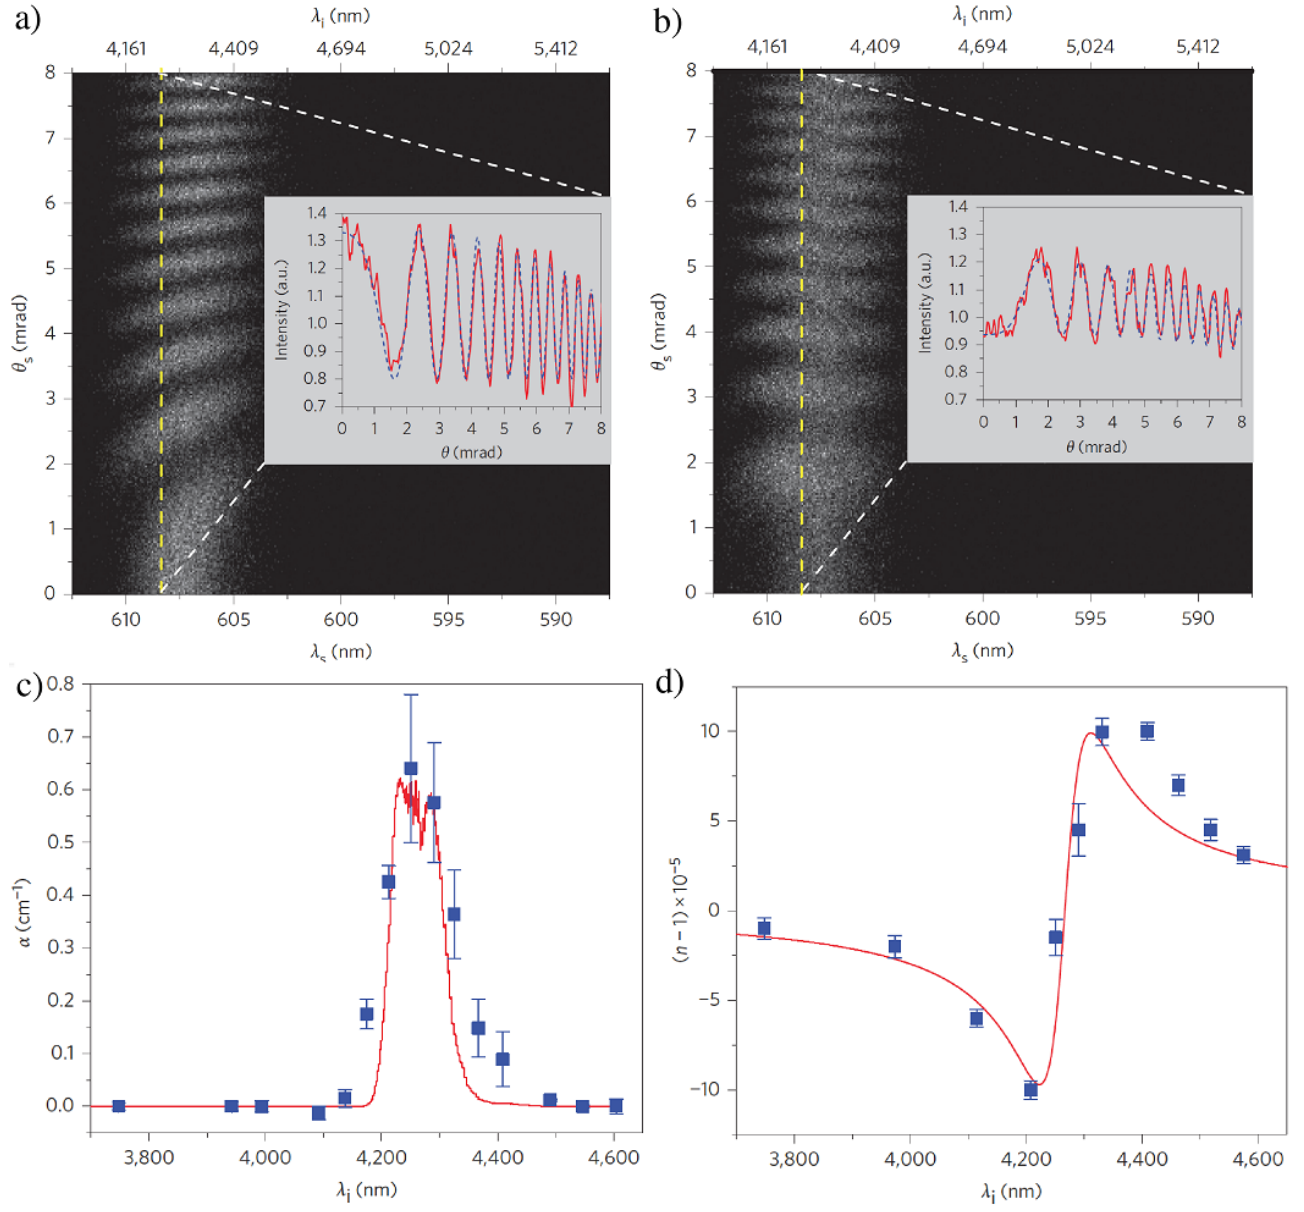 a)
λi (nm)
4,161 4,409 4,694 5,024 5,412
8
7
6
5
4
3
2
1
0
θs (mrad)
610 605 600 595 590
λs (nm)
1.4
1.3
1.2
1.1
1.0
0.9
0.8
0.7
Intensity (a.u.)
0 1 2 3 4 5 6 7 8
θ (mrad)
b)
λi (nm)
4,161 4,409 4,694 5,024 5,412
8
7
6
5
4
3
2
1
0
θs (mrad)
610 605 600 595 590
λs (nm)
1.4
1.3
1.2
1.1
1.0
0.9
0.8
0.7
Intensity (a.u.)
0 1 2 3 4 5 6 7 8
θ (mrad)
c)
0.8
0.7
0.6
0.5
0.4
0.3
0.2
0.1
0.0
α (cm⁻¹)
3,800 4,000 4,200 4,400 4,600
λi (nm)
d)
10
5
0
−5
−10
(n − 1) × 10⁻⁵
3,800 4,000 4,200 4,400 4,600
λi (nm)